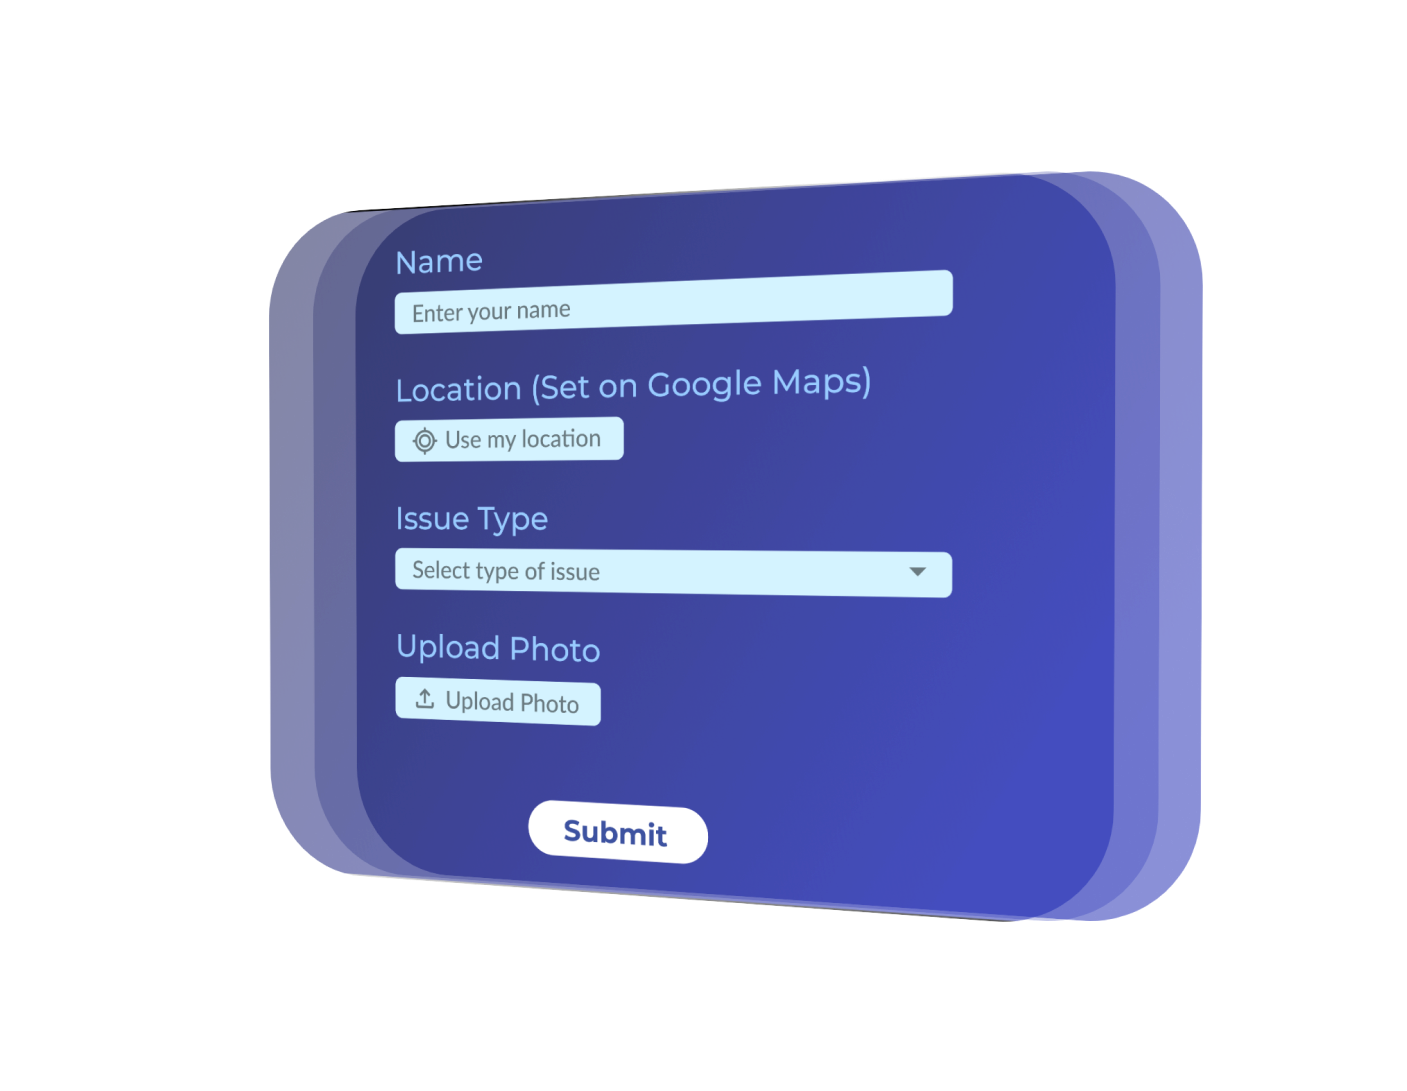 Name
Enter your name
Location (Set on Google Maps)
Use my location
Issue Type
Select type of issue
Upload Photo
Upload Photo
Submit